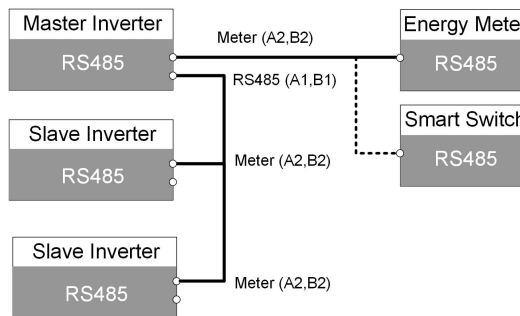 Master Inverter
RS485
Meter (A2,B2)
Energy Mete
RS485
RS485 (A1,B1)
Smart Switch
RS485
Slave Inverter
RS485
Meter (A2,B2)
Slave Inverter
RS485
Meter (A2,B2)